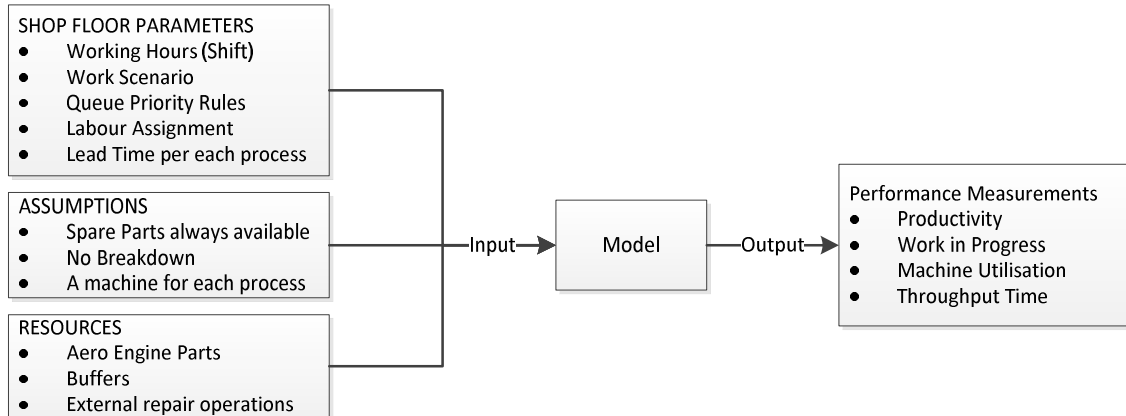 SHOP FLOOR PARAMETERS
● Working Hours (Shift)
● Work Scenario
● Queue Priority Rules
● Labour Assignment
● Lead Time per each process
ASSUMPTIONS
● Spare Parts always available
● No Breakdown
● A machine for each process
RESOURCES
● Aero Engine Parts
● Buffers
● External repair operations
Input
Model
Output
Performance Measurements
● Productivity
● Work in Progress
● Machine Utilisation
● Throughput Time